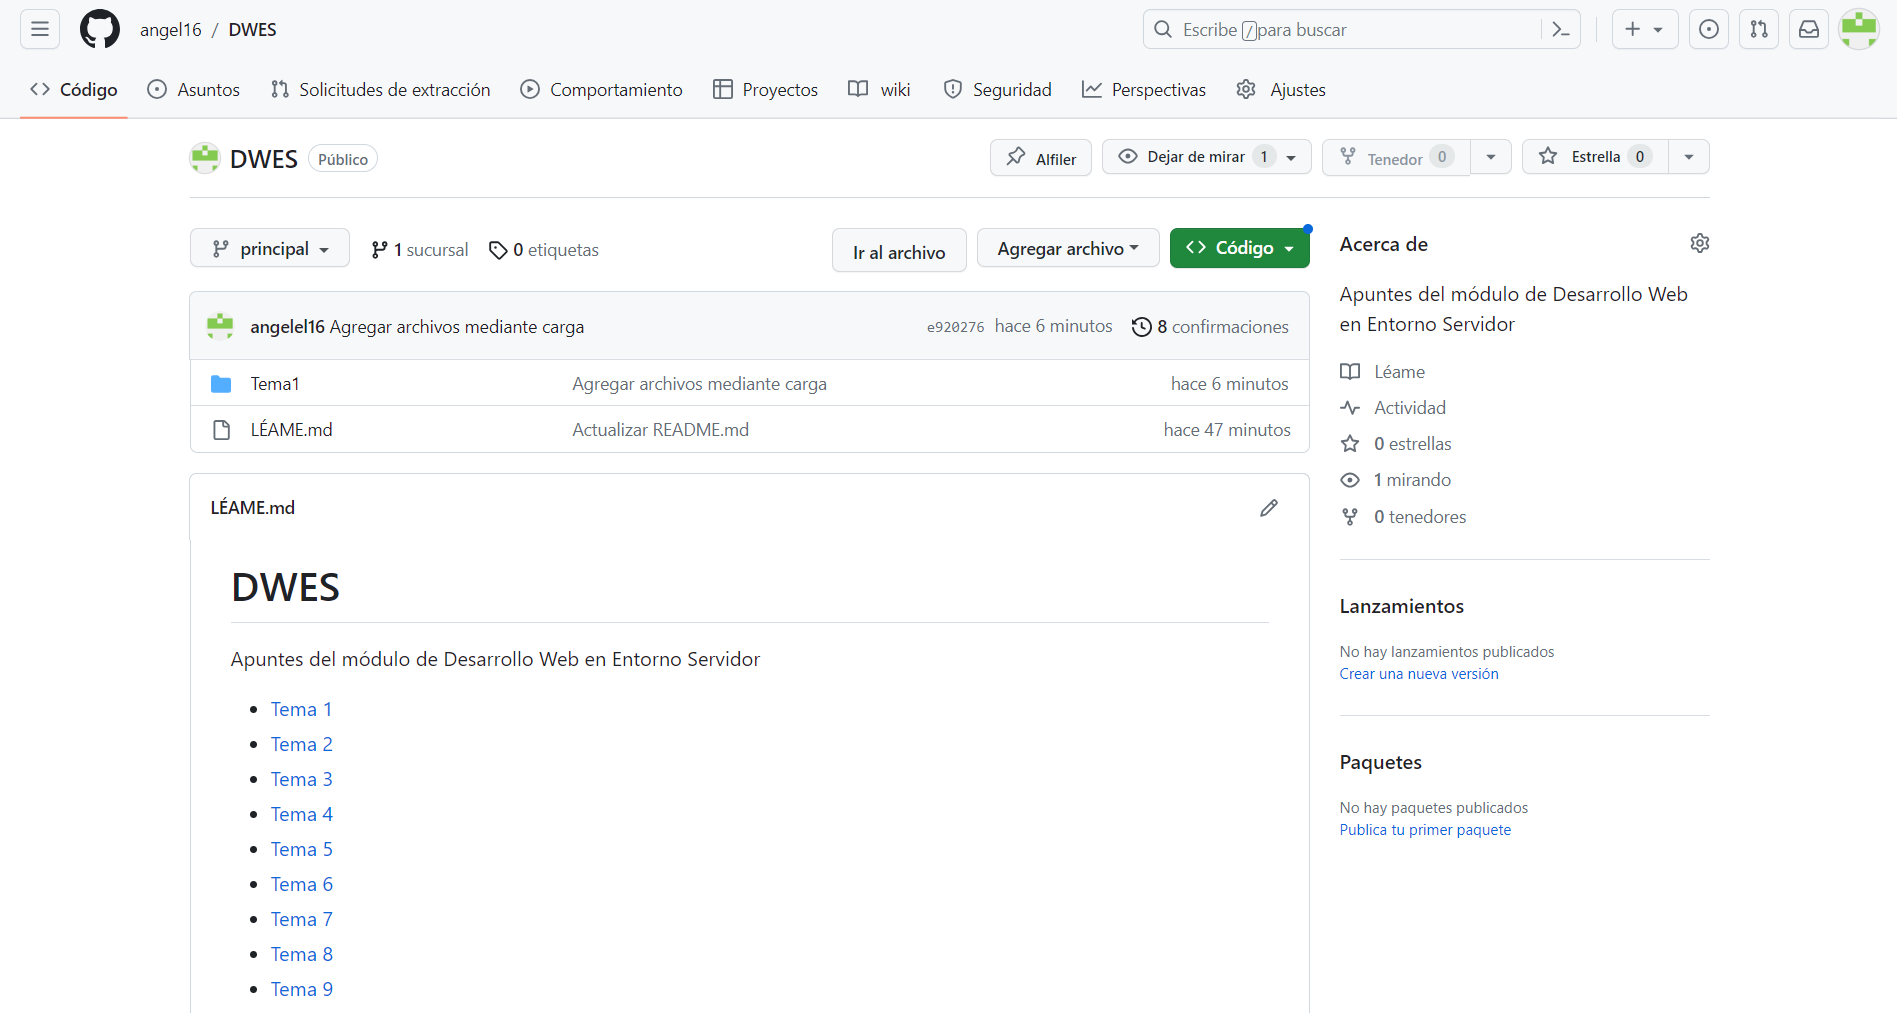 angel16 / DWES
Escribe / para buscar
Código Asuntos Solicitudes de extracción Comportamiento Proyectos wiki Seguridad Perspectivas Ajustes
DWES Público
Alfiler Dejar de mirar 1 Tenedor 0 Estrella 0
principal 1 sucursal 0 etiquetas Ir al archivo Agregar archivo Código
angelel16 Agregar archivos mediante carga e920276 hace 6 minutos 8 confirmaciones
Tema1 Agregar archivos mediante carga hace 6 minutos
LÉAME.md Actualizar README.md hace 47 minutos
LÉAME.md
DWES
Apuntes del módulo de Desarrollo Web en Entorno Servidor
Tema 1
Tema 2
Tema 3
Tema 4
Tema 5
Tema 6
Tema 7
Tema 8
Tema 9
Acerca de
Apuntes del módulo de Desarrollo Web
en Entorno Servidor
Léame
Actividad
0 estrellas
1 mirando
0 tenedores
Lanzamientos
No hay lanzamientos publicados
Crear una nueva versión
Paquetes
No hay paquetes publicados
Publica tu primer paquete